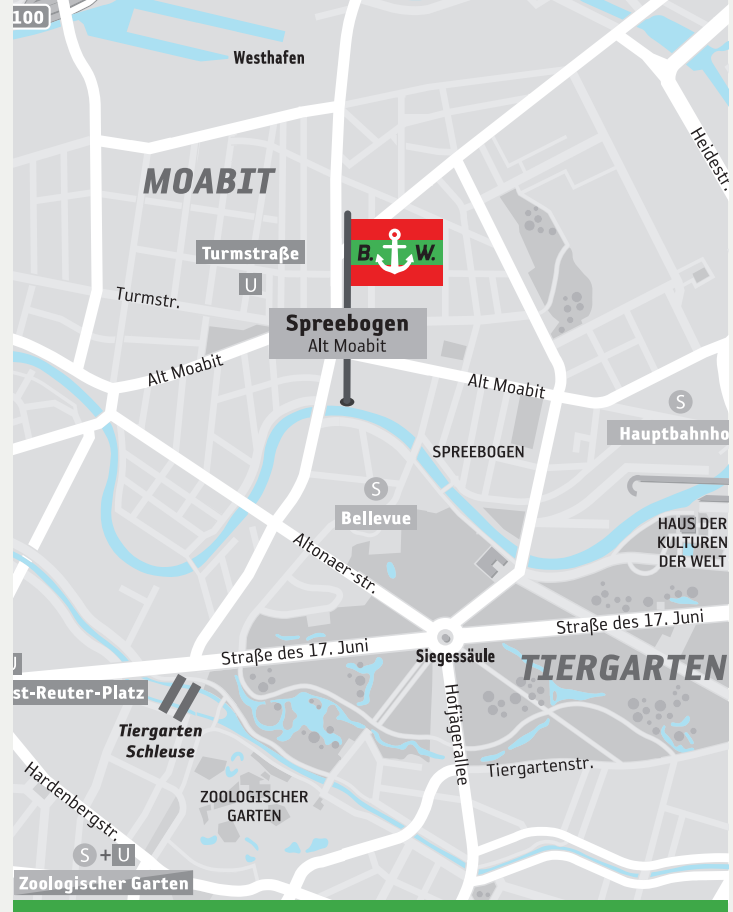 100
Westhafen
Heidestr.
MOABIT
Turmstraße
U
B. W.
Turmstr.
Spreebogen
Alt Moabit
Alt Moabit
Alt Moabit
S
Hauptbahnho
SPREEBOGEN
S
Bellevue
HAUS DER
KULTUREN
DER WELT
Altonaer-str.
Straße des 17. Juni
Straße des 17. Juni
Siegessäule
TIERGARTEN
U
st-Reuter-Platz
Tiergarten
Schleuse
Hofjägerallee
Tiergartenstr.
Hardenbergstr.
ZOOLOGISCHER
GARTEN
S + U
Zoologischer Garten